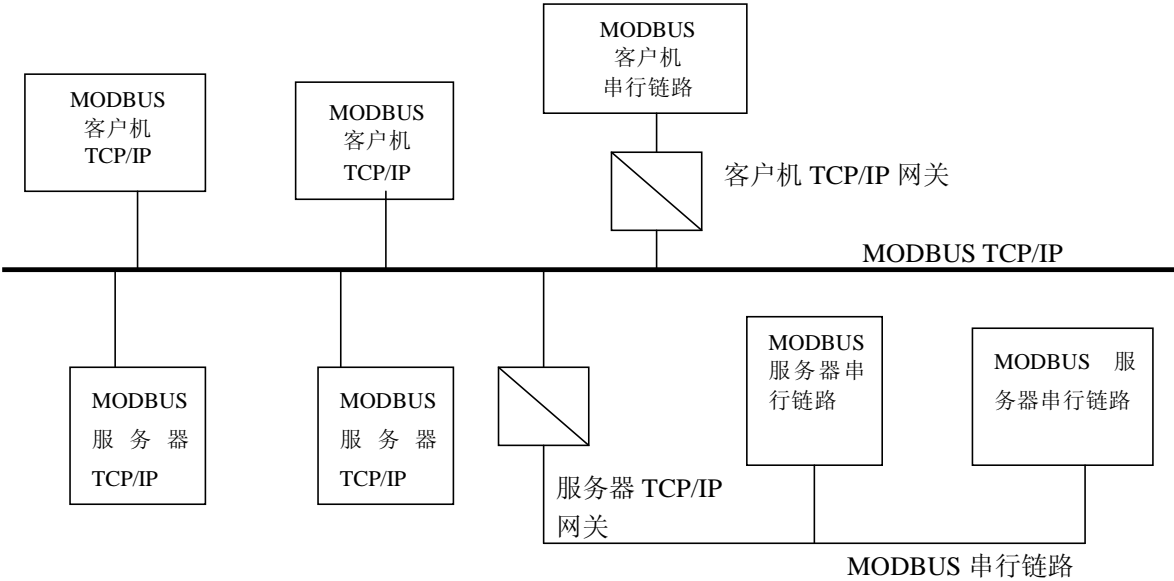 MODBUS
客户机
串行链路
MODBUS
客户机
TCP/IP
MODBUS
客户机
TCP/IP
客户机 TCP/IP 网关
MODBUS TCP/IP
MODBUS
服务器串
行链路
MODBUS 服
务器串行链路
MODBUS
服 务 器
TCP/IP
MODBUS
服 务 器
TCP/IP
服务器 TCP/IP
网关
MODBUS 串行链路